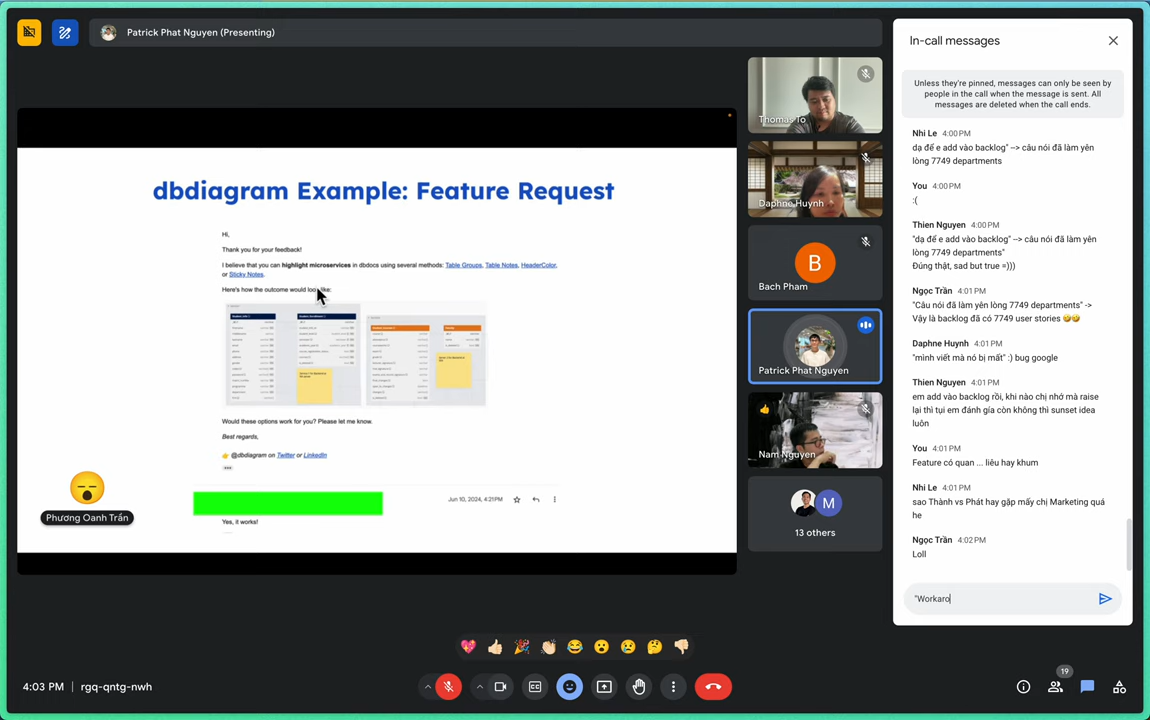 Patrick Phat Nguyen (Presenting)
dbdiagram Example: Feature Request
Hi,
Thank you for your feedback!
I believe that you can highlight microservices in dbdocs using several methods: Table Groups, Table Notes, HeaderColor,
or Sticky Notes.
Here's how the outcome would look like:
Would these options work for you? Please let me know.
Best regards,
👉 @dbdiagram on Twitter or LinkedIn
Jun 10, 2024, 4:21 PM
Yes, it works!
Phương Oanh Trần
Thomas To
Daphne Huynh
B
Bach Pham
Patrick Phat Nguyen
Nam Nguyen
M
13 others
In-call messages
Unless they're pinned, messages can only be seen by
people in the call when the message is sent. All
messages are deleted when the call ends.
Nhi Le 4:00 PM
dạ để e add vào backlog" --> câu nói đã làm yên
lòng 7749 departments
You 4:00 PM
:(
Thien Nguyen 4:00 PM
"dạ để e add vào backlog" --> câu nói đã làm yên
lòng 7749 departments"
Đúng thật, sad but true =)))
Ngọc Trần 4:01 PM
"Câu nói đã làm yên lòng 7749 departments" ->
Vậy là backlog đã có 7749 user stories 🤣🤣
Daphne Huynh 4:01 PM
"mình viết mà nó bị mất" :) bug google
Thien Nguyen 4:01 PM
em add vào backlog rồi, khi nào chị nhớ mà raise
lại thì tụi em đánh gía còn không thì sunset idea
luôn
You 4:01 PM
Feature có quan ... liêu hay khum
Nhi Le 4:01 PM
sao Thành vs Phát hay gặp mấy chị Marketing quá
he
Ngọc Trần 4:02 PM
Loll
"Workaro
4:03 PM | rgq-qntg-nwh
19